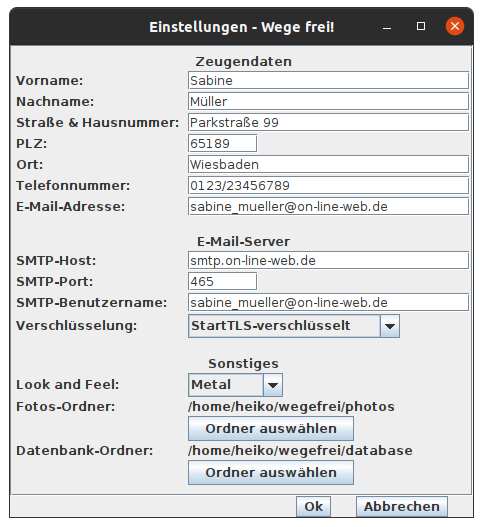 Einstellungen - Wege frei!
Zeugendaten
Vorname: Sabine
Nachname: Müller
Straße & Hausnummer: Parkstraße 99
PLZ: 65189
Ort: Wiesbaden
Telefonnummer: 0123/23456789
E-Mail-Adresse: sabine_mueller@on-line-web.de
E-Mail-Server
SMTP-Host: smtp.on-line-web.de
SMTP-Port: 465
SMTP-Benutzername: sabine_mueller@on-line-web.de
Verschlüsselung: StartTLS-verschlüsselt
Sonstiges
Look and Feel: Metal
Fotos-Ordner: /home/heiko/wegefrei/photos
Ordner auswählen
Datenbank-Ordner: /home/heiko/wegefrei/database
Ordner auswählen
Ok Abbrechen